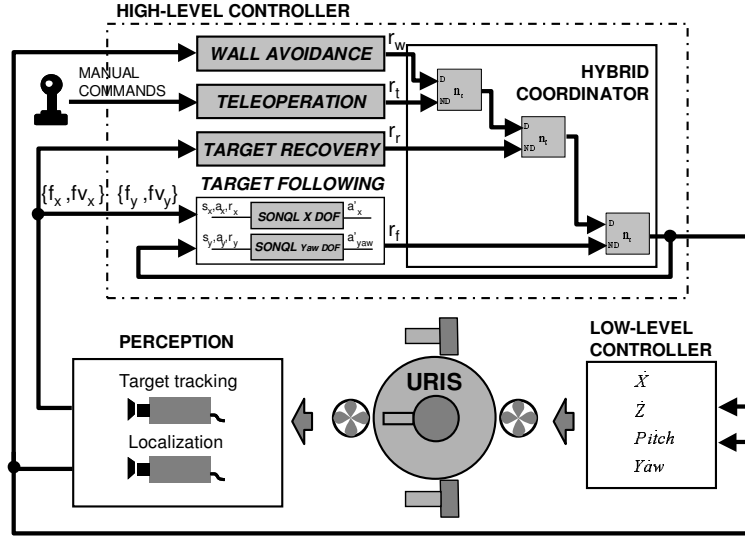 HIGH-LEVEL CONTROLLER
WALL AVOIDANCE
r_w
MANUAL
COMMANDS
TELEOPERATION
r_t
D
ND
n_t
HYBRID
COORDINATOR
TARGET RECOVERY
r_r
D
ND
n_t
{f_x ,fv_x} {f_y ,fv_y}
TARGET FOLLOWING
s_x,a_x,r_x
SONQL X DOF
a'_x
s_y,a_y,r_y
SONQL Yaw DOF
a'_yaw
r_f
D
ND
n_t
PERCEPTION
Target tracking
Localization
URIS
LOW-LEVEL
CONTROLLER
Ẋ
Ż
Pitch
Yaw